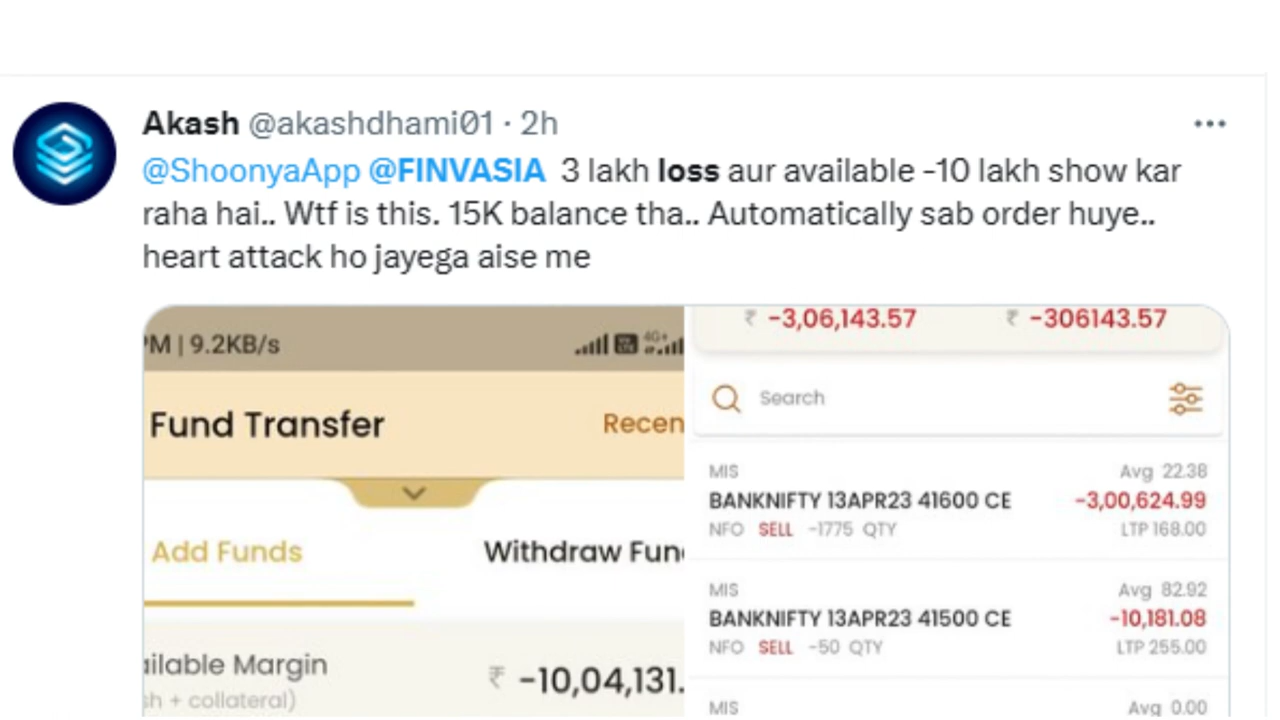 Akash @akashdhami01 · 2h
@ShoonyaApp @FINVASIA 3 lakh loss aur available -10 lakh show kar
raha hai.. Wtf is this. 15K balance tha.. Automatically sab order huye..
heart attack ho jayega aise me
PM | 9.2KB/s
4G+
Fund Transfer
Recen
Add Funds
Withdraw Fun
ailable Margin
sh + collateral)
₹ -10,04,131.
₹ -3,06,143.57
₹ -306143.57
Search
MIS
Avg 22.38
BANKNIFTY 13APR23 41600 CE
-3,00,624.99
NFO SELL -1775 QTY
LTP 168.00
MIS
Avg 82.92
BANKNIFTY 13APR23 41500 CE
-10,181.08
NFO SELL -50 QTY
LTP 255.00
MIS
Avg 0.00